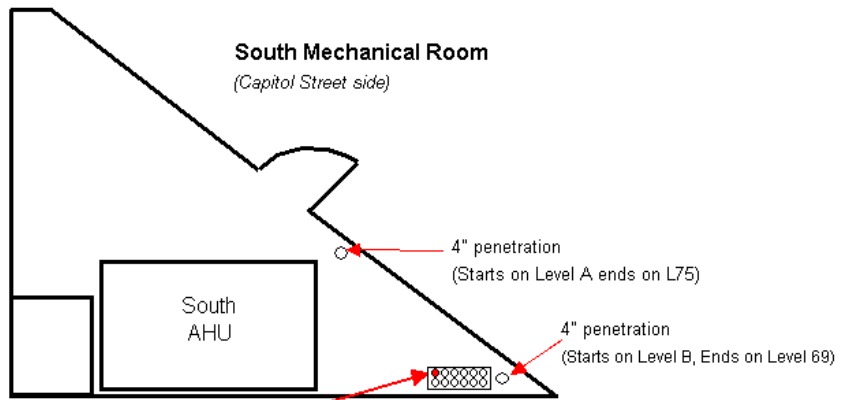 South Mechanical Room
(Capitol Street side)
4" penetration
(Starts on Level A ends on L75)
South
AHU
4" penetration
(Starts on Level B, Ends on Level 69)